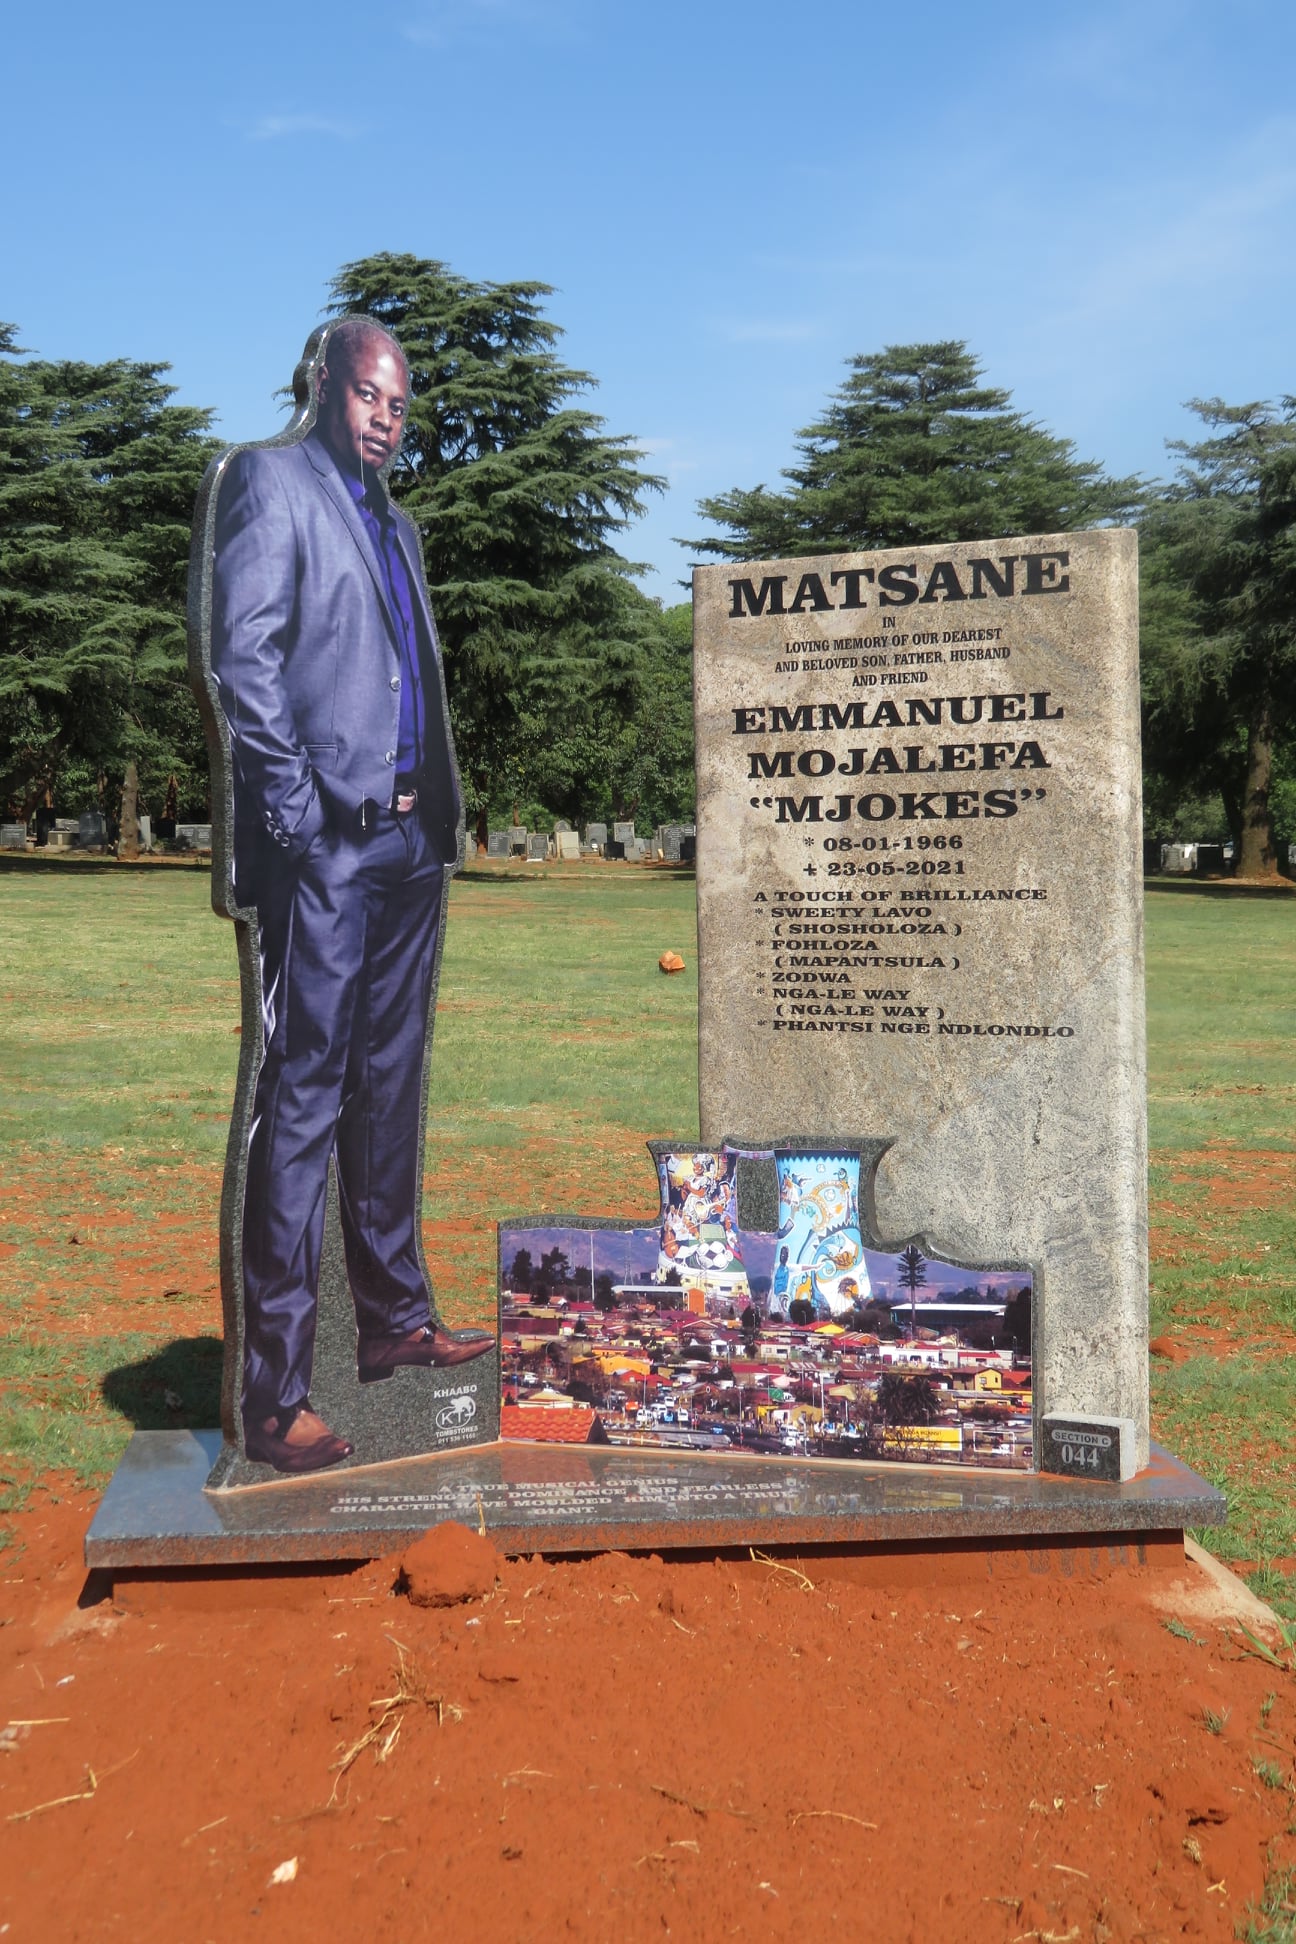 MATSANE
IN
LOVING MEMORY OF OUR DEAREST
AND BELOVED SON, FATHER, HUSBAND
AND FRIEND
EMMANUEL
MOJALEFA
“MJOKES”
* 08-01-1966
+ 23-05-2021
A TOUCH OF BRILLIANCE
* SWEETY LAVO
( SHOSHOLOZA )
* FOHLOZA
( MAPANTSULA )
* ZODWA
* NGA-LE WAY
( NGA-LE WAY )
* PHANTSI NGE NDLONDLO
KHAABO
KT
TOMBSTONES
SECTION C
044
A TRUE MUSICAL GENIUS
HIS STRENGTH DOMINANCE AND FEARLESS
CHARACTER HAVE MOULDED HIM INTO A TRUE
GIANT